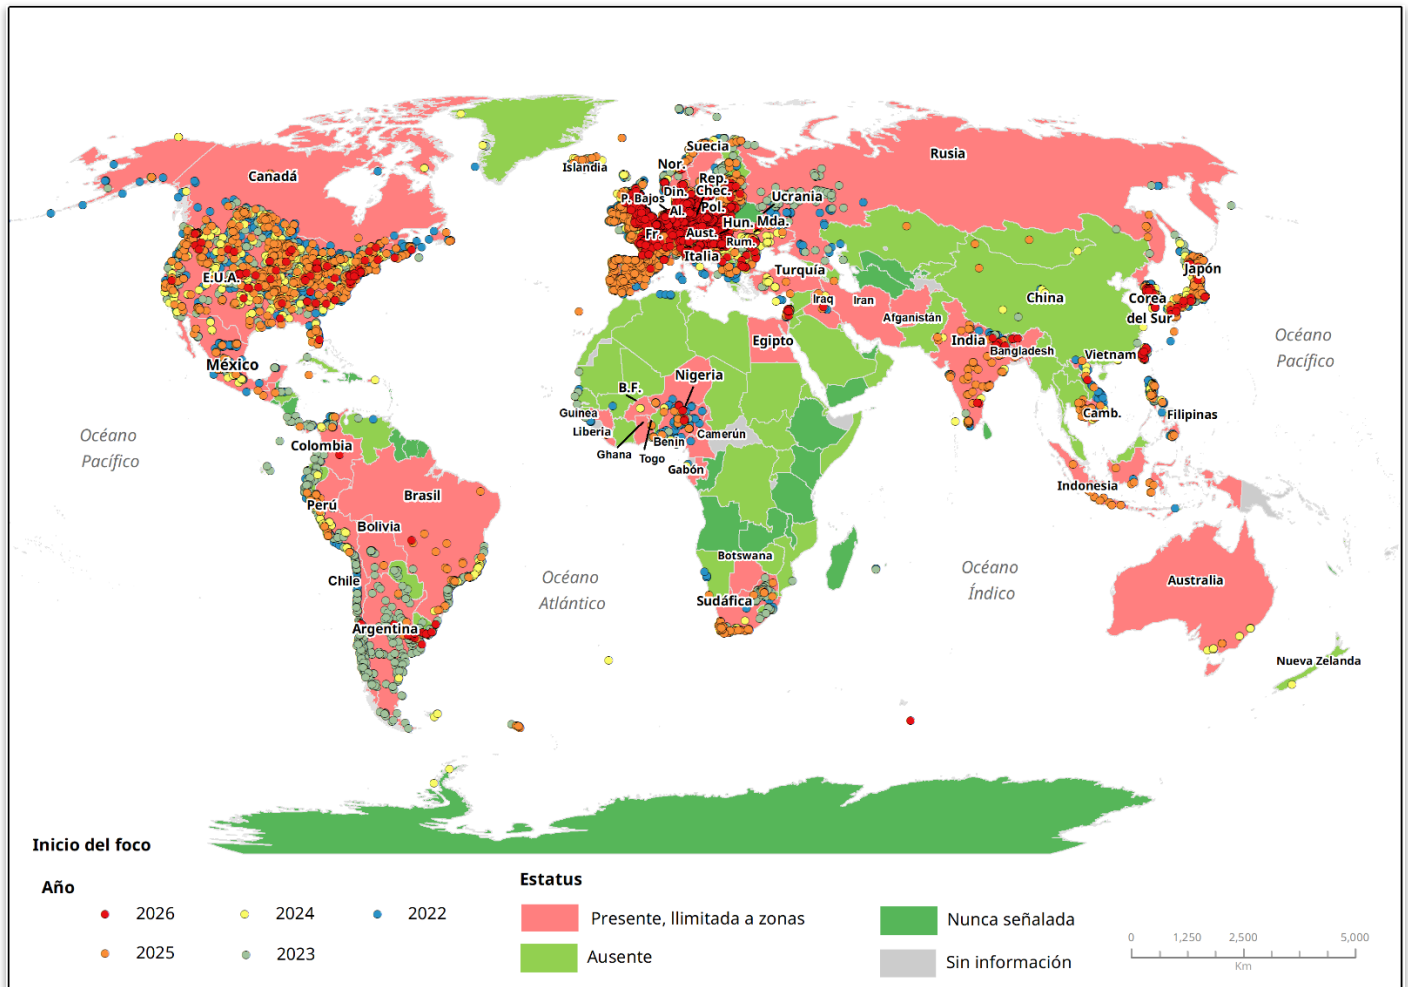 Suecia
Rusia
Nor.
Islandia
Canadá
Rep.
Chec.
Din.
P. Bajos
Ucrania
Al.
Pol.
Hun.
Mda.
Fr.
Aust.
Rum.
Italia
E.U.A.
Turquía
Japón
Iraq
Iran
China
Corea
del Sur
Afganistán
Egipto
India
Bangladesh
Vietnam
Océano
Pacífico
México
Nigeria
B.F.
Guinea
Liberia
Benin
Camerún
Ghana
Togo
Gabón
Camb.
Filipinas
Océano
Pacífico
Colombia
Brasil
Perú
Bolivia
Indonesia
Botswana
Chile
Océano
Atlántico
Océano
Índico
Australia
Sudáfica
Argentina
Nueva Zelanda
Inicio del foco
Año
2026
2024
2022
2025
2023
Estatus
Presente, llimitada a zonas
Nunca señalada
Ausente
Sin información
0 1,250 2,500 5,000
Km